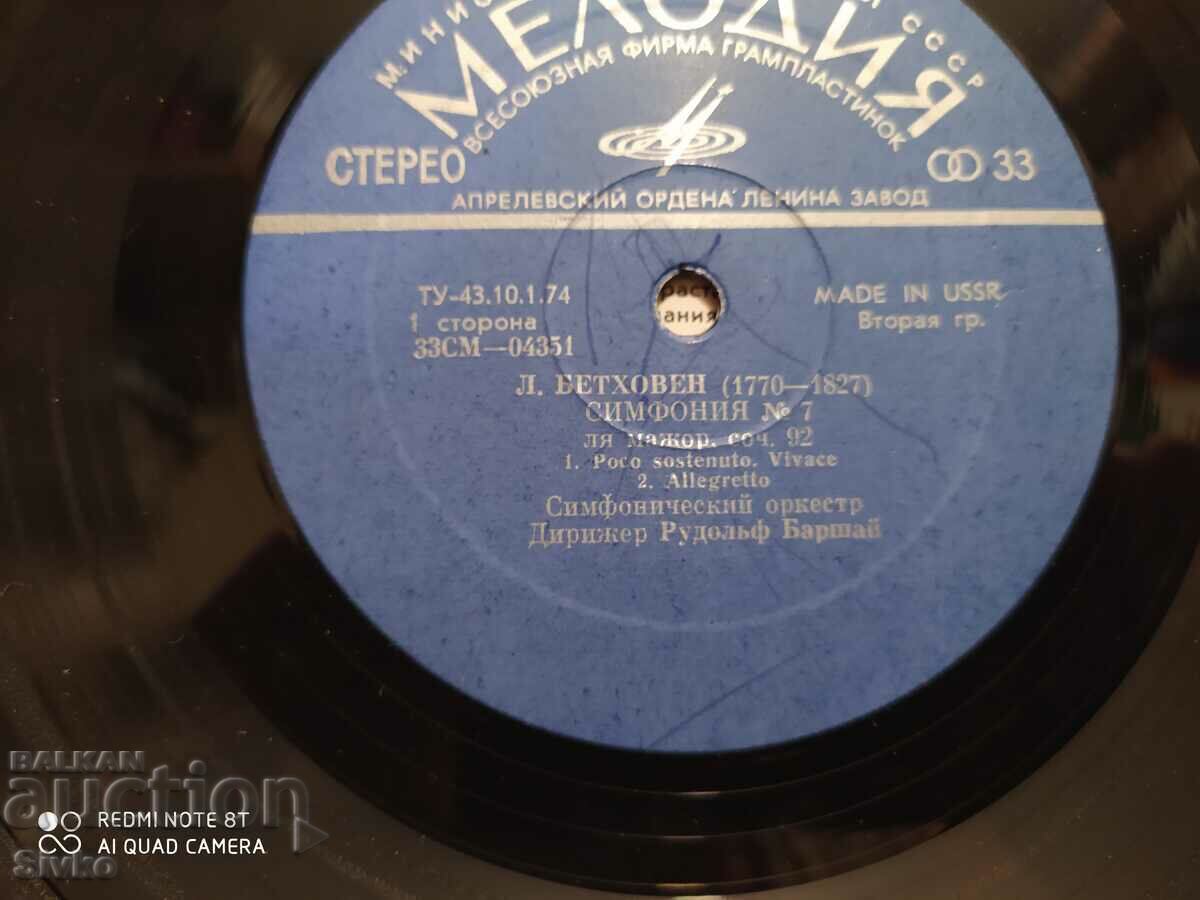 МЕЛОДИЯ
СССР
ВСЕСОЮЗНАЯ ФИРМА ГРАМПЛАСТИНОК
СТЕРЕО
33
АПРЕЛЕВСКИЙ ОРДЕНА ЛЕНИНА ЗАВОД
ТУ-43.10.1.74
MADE IN USSR
1 сторона
Вторая гр.
33СМ—04351
Л. БЕТХОВЕН (1770—1827)
СИМФОНИЯ № 7
ля мажор, соч. 92
1. Poco sostenuto. Vivace
2. Allegretto
Симфонический оркестр
Дирижер Рудольф Баршай
BALKAN
auction
REDMI NOTE 8T
AI QUAD CAMERA
Sivko